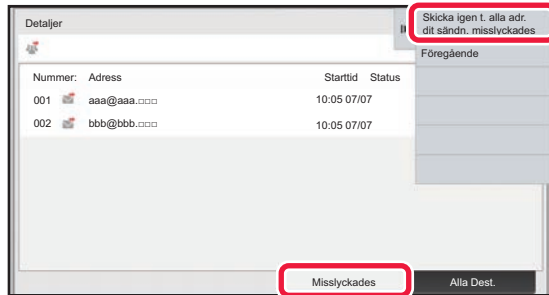 Detaljer
Skicka igen t. alla adr.
dit sändn. misslyckades
Föregående
Nummer: Adress Starttid Status
001 aaa@aaa.□□□ 10:05 07/07
002 bbb@bbb.□□□ 10:05 07/07
Misslyckades Alla Dest.